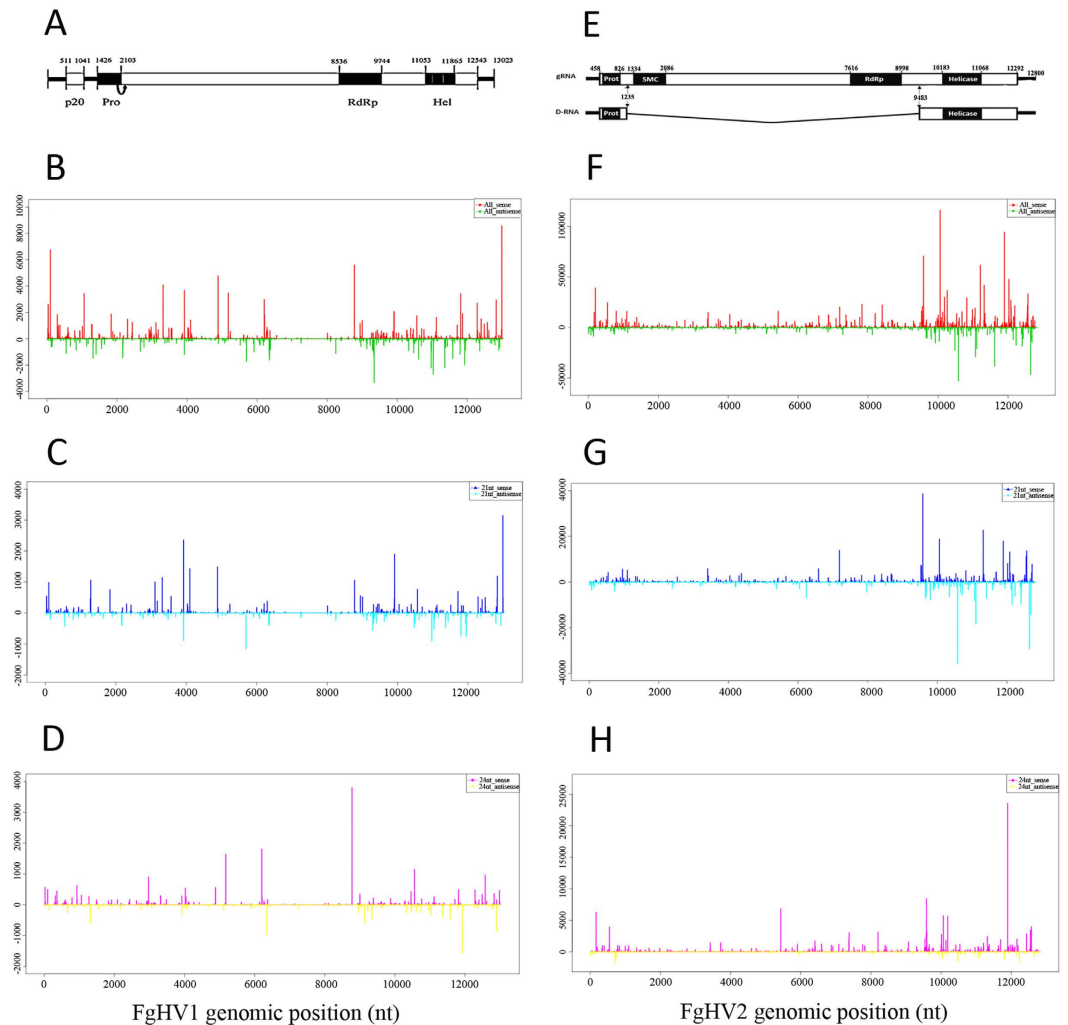 A
511 1041 1426 2103 8536 9744 11053 11865 12543 13023
p20 Pro RdRp Hel
B
All_sense
All_antisense
10000
8000
6000
4000
2000
0
-2000
-4000
0 2000 4000 6000 8000 10000 12000
C
21nt_sense
21nt_antisense
4000
3000
2000
1000
0
-1000
-2000
0 2000 4000 6000 8000 10000 12000
D
24nt_sense
24nt_antisense
4000
3000
2000
1000
0
-1000
-2000
0 2000 4000 6000 8000 10000 12000
FgHV1 genomic position (nt)
E
458 826 1334 2086 7616 8998 10183 11068 12292 12800
gRNA Prot SMC RdRp Helicase
1235 9483
D-RNA Prot Helicase
F
All_sense
All_antisense
100000
50000
0
-50000
0 2000 4000 6000 8000 10000 12000
G
21nt_sense
21nt_antisense
40000
20000
0
-20000
-40000
0 2000 4000 6000 8000 10000 12000
H
24nt_sense
24nt_antisense
25000
20000
15000
10000
5000
0
0 2000 4000 6000 8000 10000 12000
FgHV2 genomic position (nt)